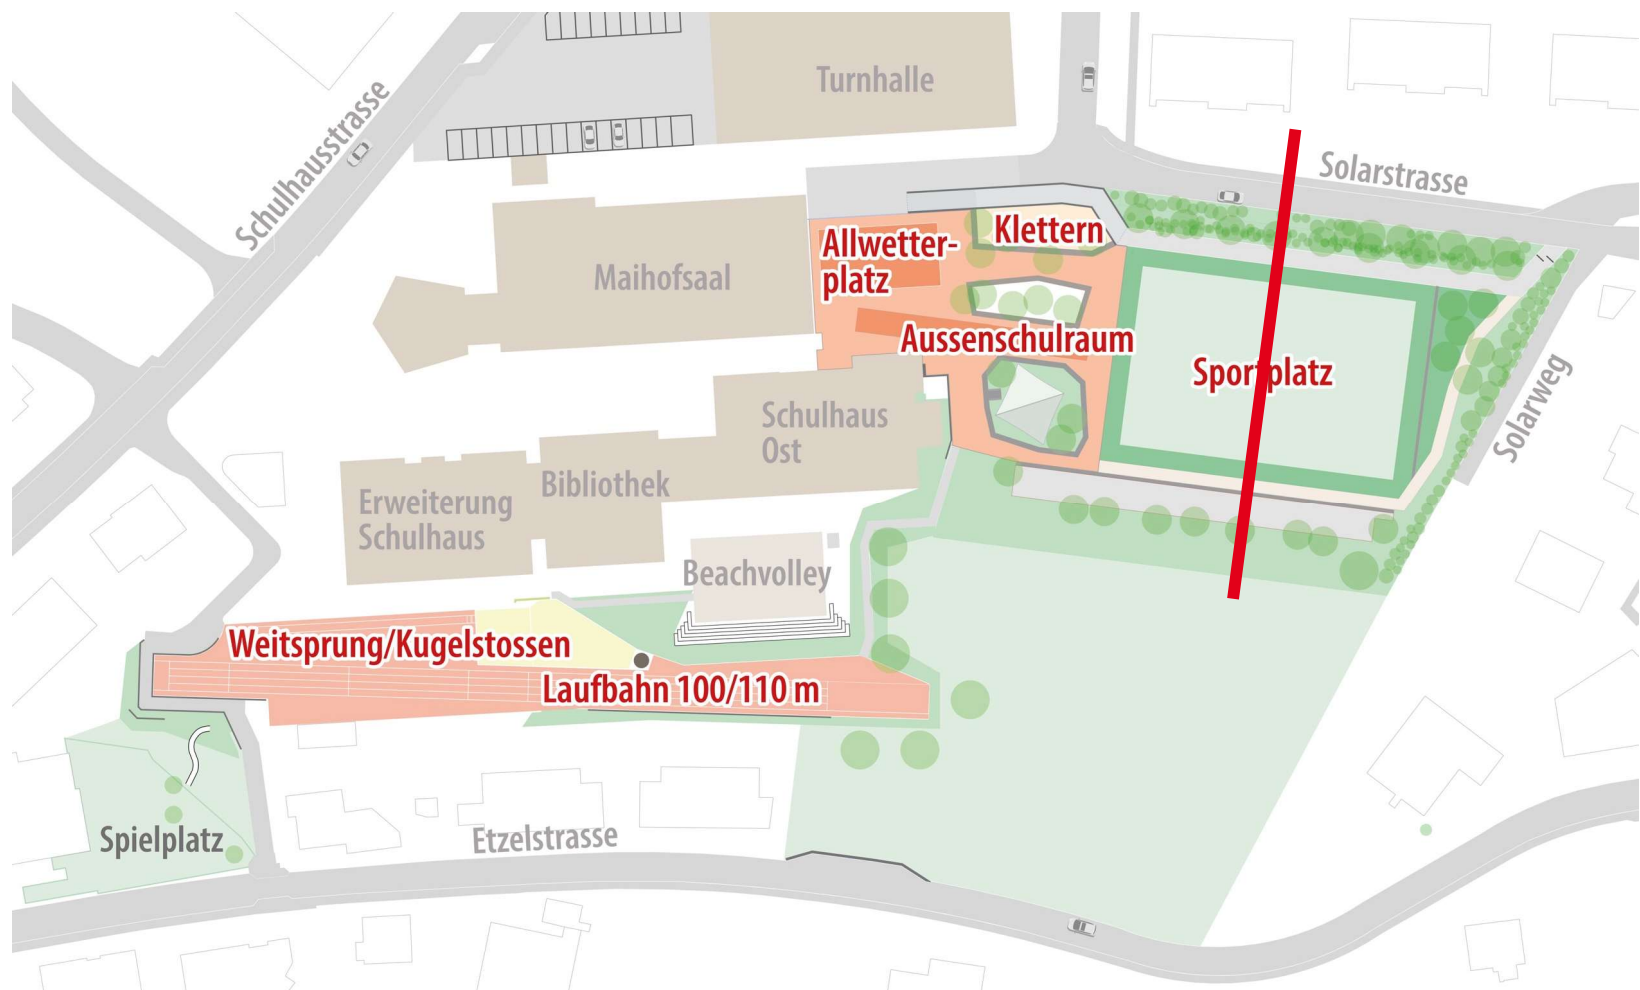 Turnhalle
Schulhausstrasse
Solarstrasse
Klettern
Allwetter-
platz
Maihofsaal
Aussenschulraum
Sportplatz
Solarweg
Schulhaus
Ost
Bibliothek
Erweiterung
Schulhaus
Beachvolley
Weitsprung/Kugelstossen
Laufbahn 100/110 m
Spielplatz
Etzelstrasse